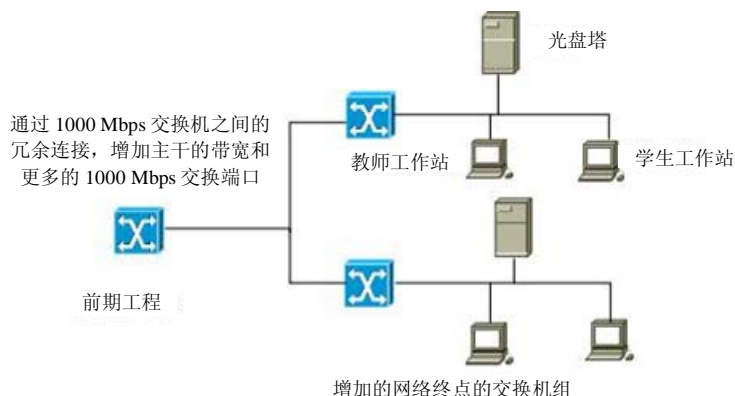 光盘塔
通过 1000 Mbps 交换机之间的
冗余连接，增加主干的带宽和
更多的 1000 Mbps 交换端口
教师工作站
学生工作站
前期工程
增加的网络终点的交换机组